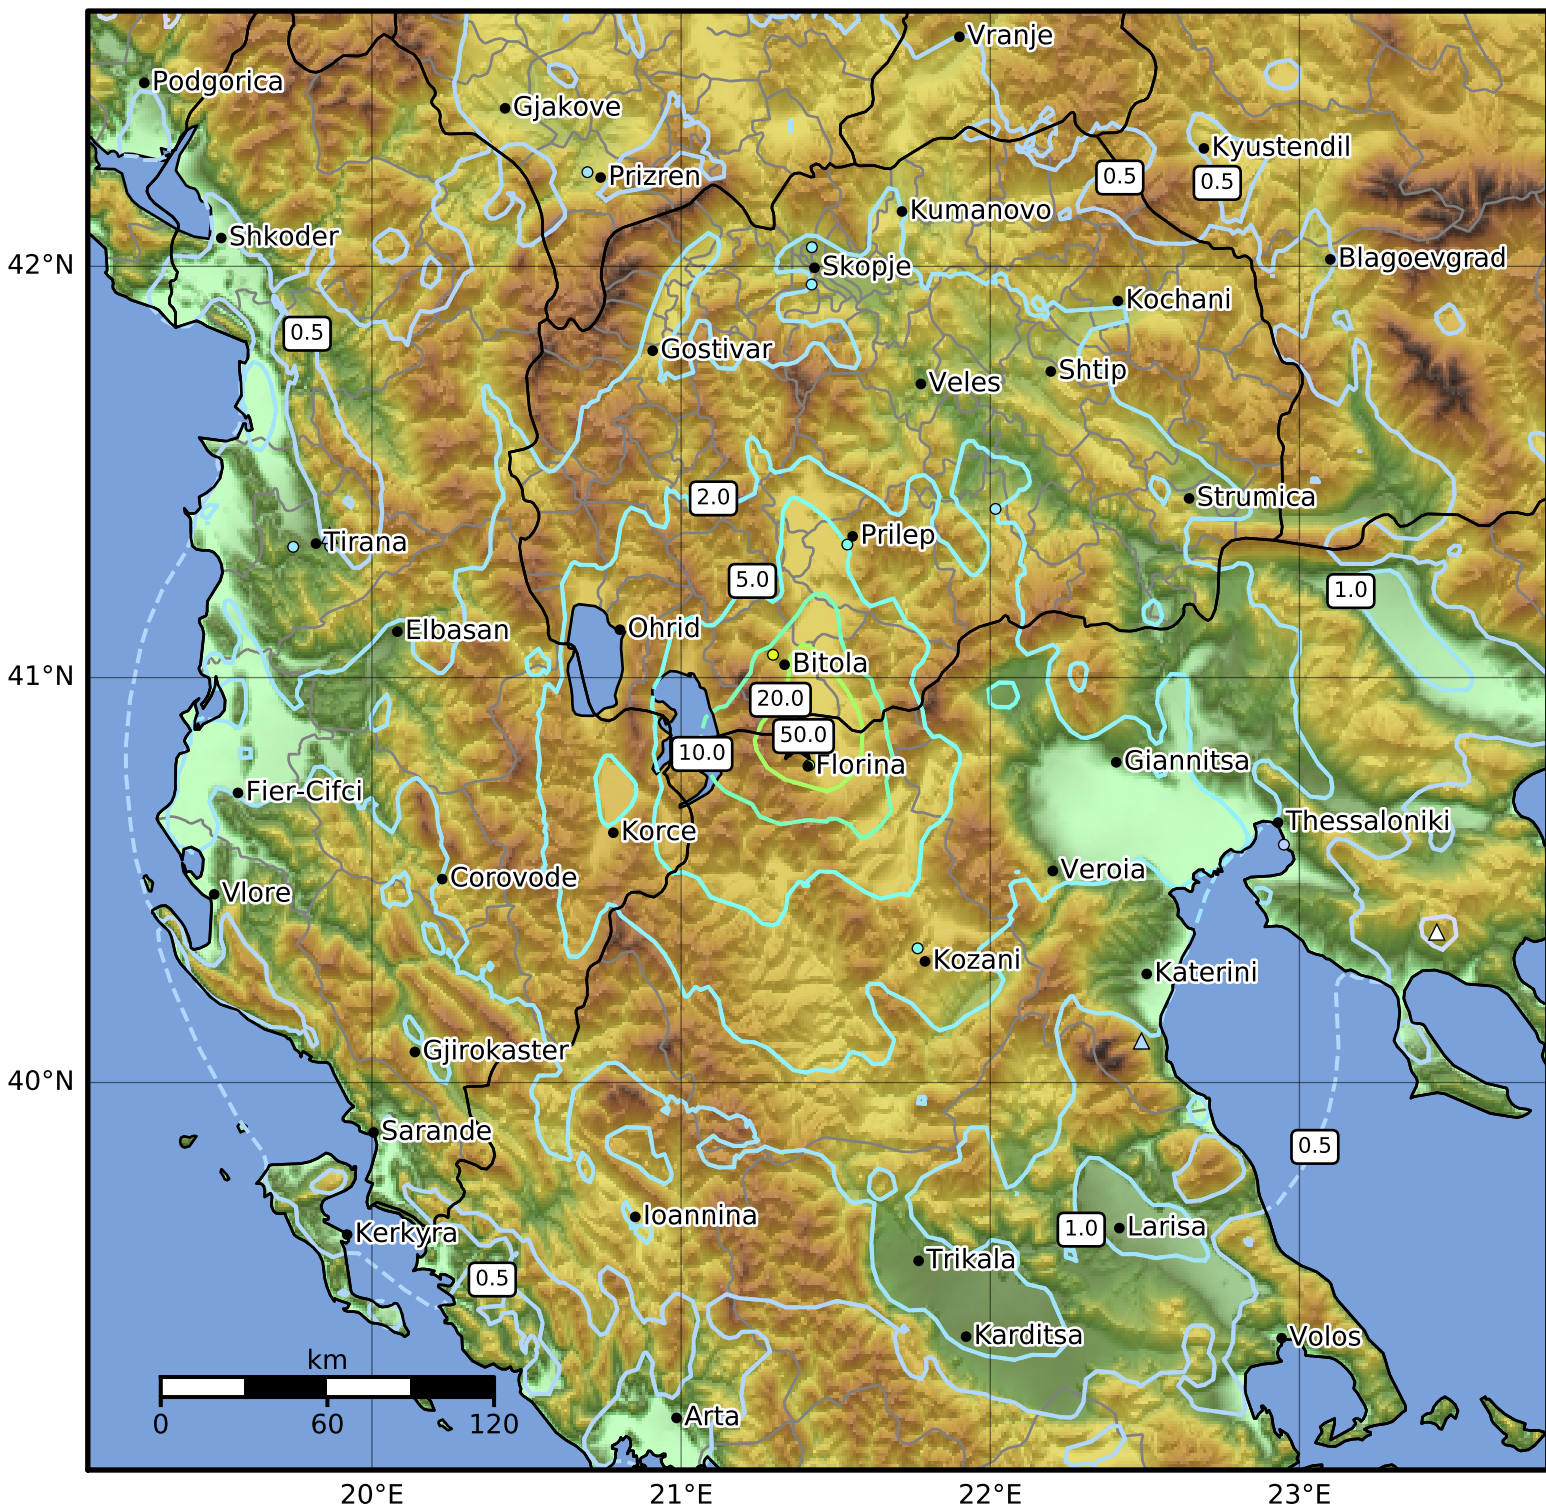 Vranje
Podgorica
Gjakove
Kyustendil
Prizren
0.5
0.5
Kumanovo
Shkoder
42°N
Skopje
Blagoevgrad
Kochani
0.5
Gostivar
Veles
Shtip
2.0
Strumica
Tirana
Prilep
5.0
1.0
Elbasan
Ohrid
41°N
Bitola
20.0
50.0
10.0
Florina
Giannitsa
Fier-Cifci
Korce
Thessaloniki
Corovode
Veroia
Vlore
Kozani
Katerini
Gjirokaster
40°N
Sarande
0.5
Ioannina
Kerkyra
1.0
Larisa
Trikala
0.5
Karditsa
Volos
km
0 60 120
Arta
20°E 21°E 22°E 23°E